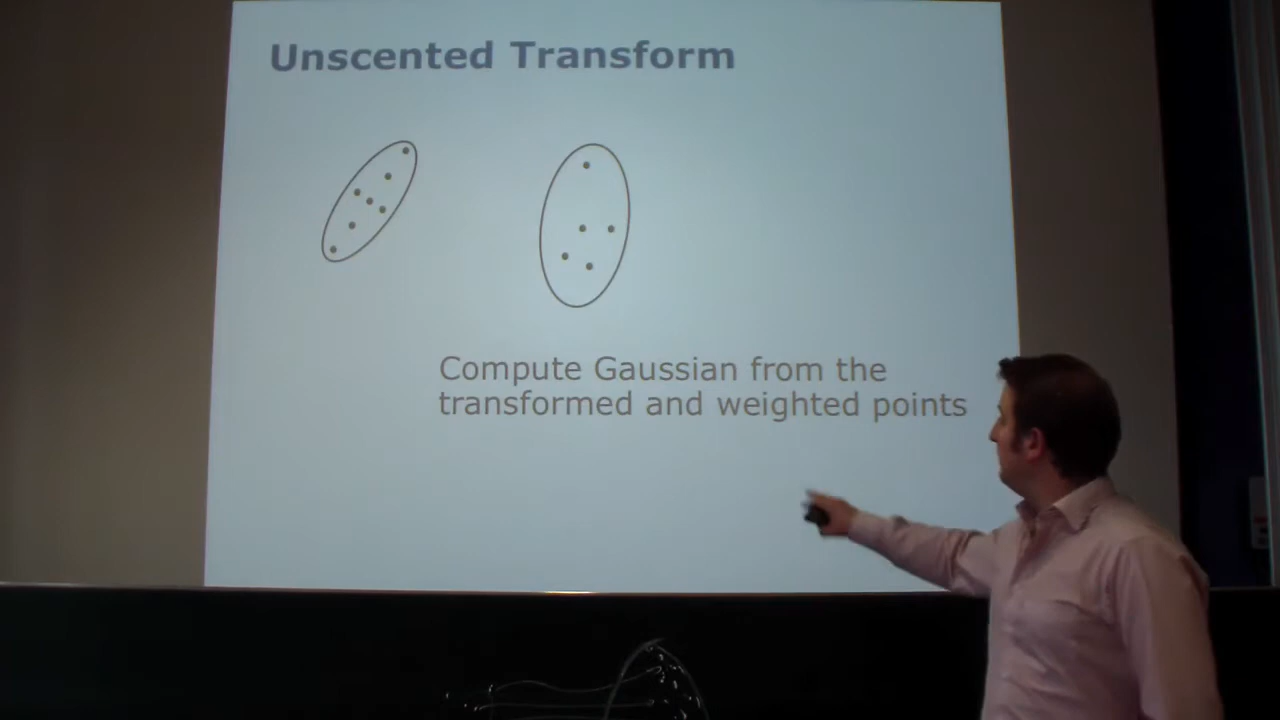 Unscented Transform
Compute Gaussian from the
transformed and weighted points